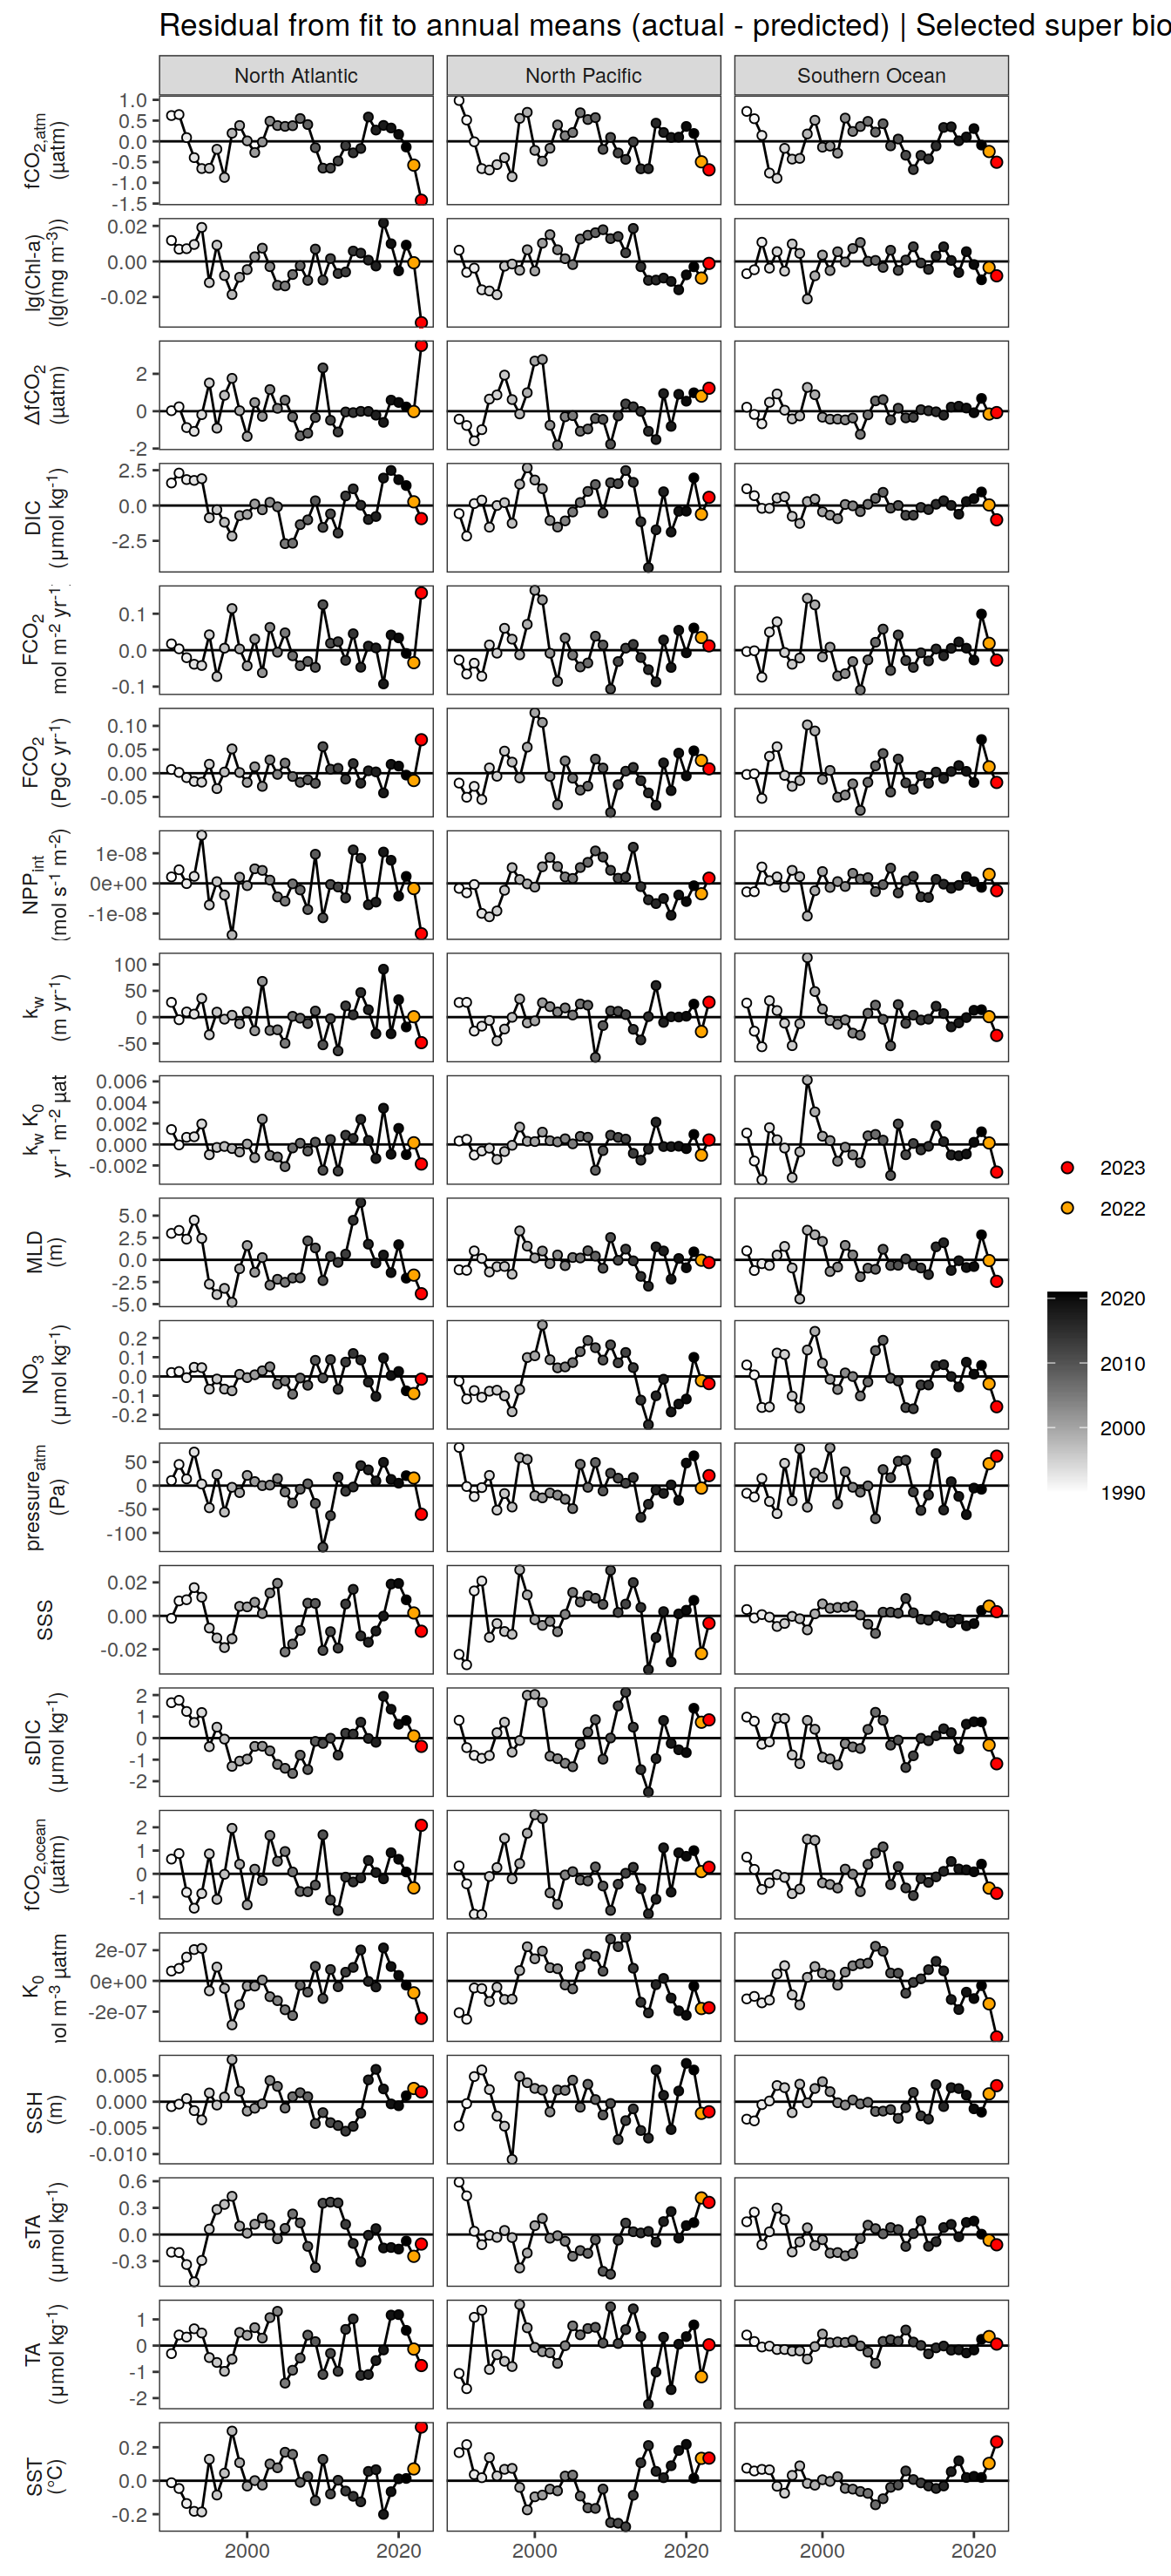 Residual from fit to annual means (actual - predicted) | Selected super bio
North Atlantic
North Pacific
Southern Ocean
fCO2,atm
(µatm)
1.0
0.5
0.0
-0.5
-1.0
-1.5
lg(Chl-a)
(lg(mg m-3))
0.02
0.00
-0.02
ΔfCO2
(µatm)
2
0
-2
DIC
(µmol kg-1)
2.5
0.0
-2.5
FCO2
mol m-2 yr-1
0.1
0.0
-0.1
FCO2
(PgC yr-1)
0.10
0.05
0.00
-0.05
NPPint
(mol s-1 m-2)
1e-08
0e+00
-1e-08
kw
(m yr-1)
100
50
0
-50
kw K0
yr-1 m-2 µat
0.006
0.004
0.002
0.000
-0.002
MLD
(m)
5.0
2.5
0.0
-2.5
-5.0
NO3
(µmol kg-1)
0.2
0.1
0.0
-0.1
-0.2
pressureatm
(Pa)
50
0
-50
-100
SSS
0.02
0.00
-0.02
sDIC
(µmol kg-1)
2
1
0
-1
-2
fCO2,ocean
(µatm)
2
1
0
-1
K0
ol m-3 µatm
2e-07
0e+00
-2e-07
SSH
(m)
0.005
0.000
-0.005
-0.010
sTA
(µmol kg-1)
0.6
0.3
0.0
-0.3
TA
(µmol kg-1)
1
0
-1
-2
SST
(°C)
0.2
0.0
-0.2
2000
2020
2000
2020
2000
2020
2023
2022
2020
2010
2000
1990